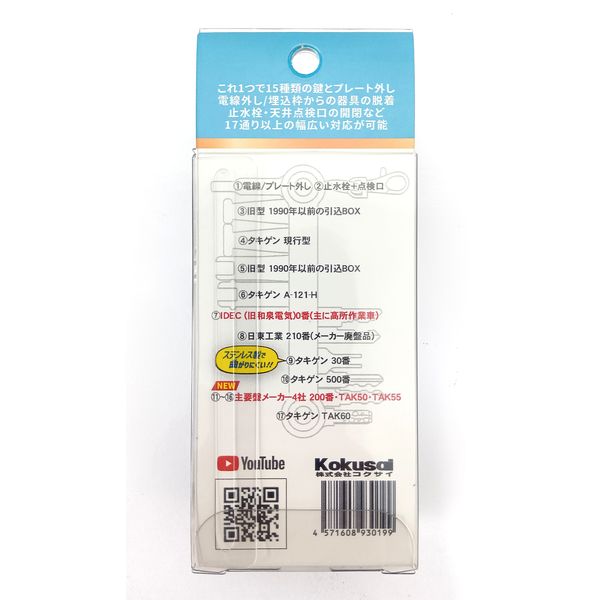 これ1つで15種類の鍵とプレート外し
電線外し/埋込枠からの器具の脱着
止水栓・天井点検口の開閉など
17通り以上の幅広い対応が可能
①電線/プレート外し ②止水栓+点検口
③旧型 1990年以前の引込BOX
④タキゲン 現行型
⑤旧型 1990年以前の引込BOX
⑥タキゲン A-121-H
⑦IDEC (旧和泉電気)0番(主に高所作業車)
⑧日東工業 210番(メーカー廃盤品)
ステンレス製で
曲がりにくい!!
⑨タキゲン 30番
⑩タキゲン 500番
NEW
⑪~⑯主要盤メーカー4社 200番・TAK50・TAK55
⑰タキゲン TAK60
YouTube
Kokusai
株式会社コクサイ
4 571608 930199